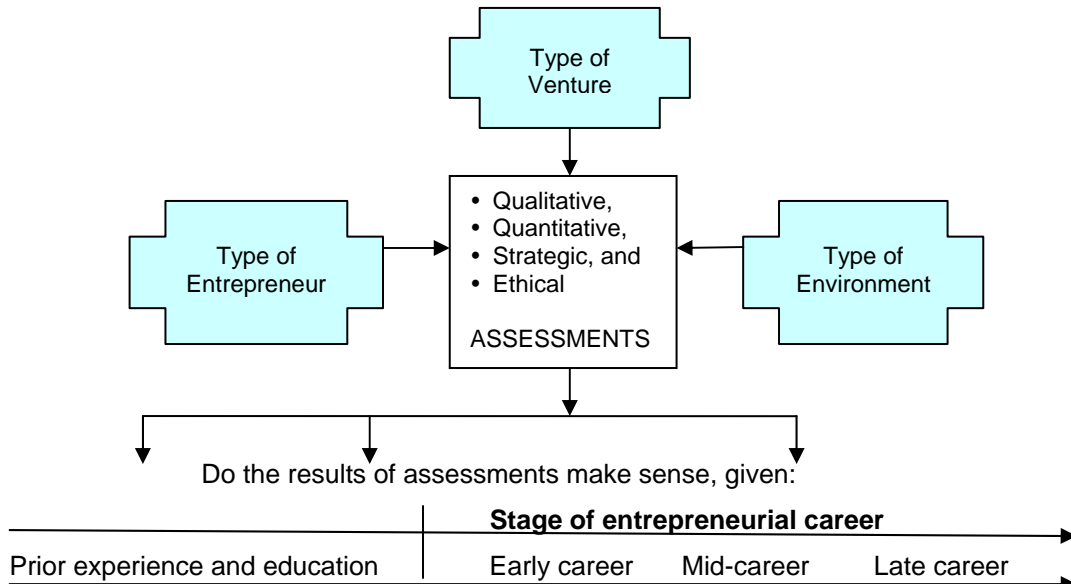 Type of
Venture
• Qualitative,
• Quantitative,
• Strategic, and
• Ethical
ASSESSMENTS
Type of
Entrepreneur
Type of
Environment
Do the results of assessments make sense, given:
Stage of entrepreneurial career
Prior experience and education
Early career
Mid-career
Late career